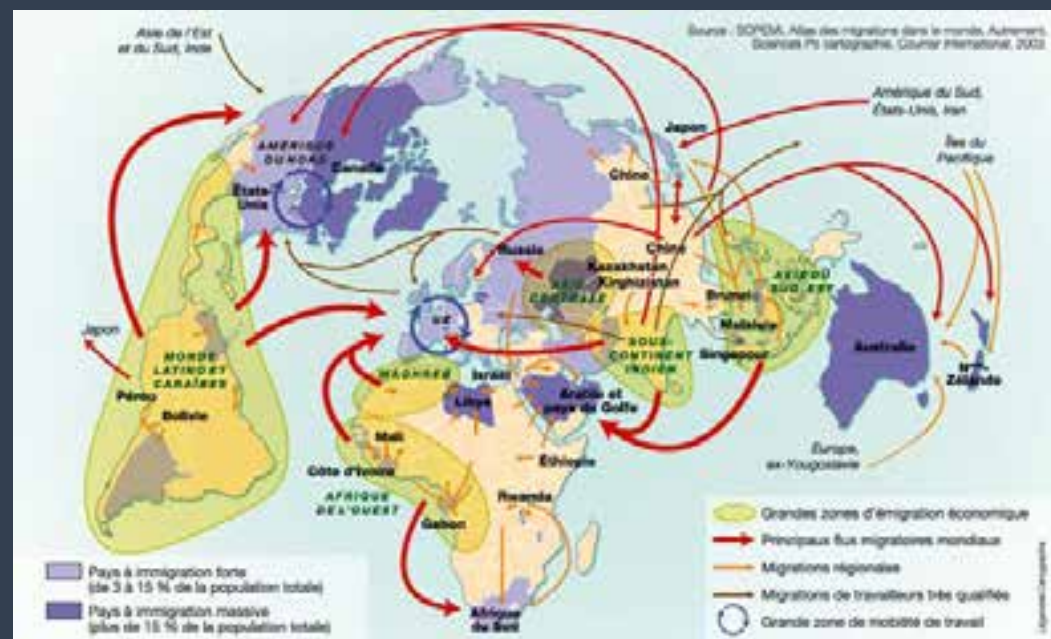 Asie de l'Est
et du Sud, Inde
Source : SOPEMI, Atlas des migrations dans le monde, Autrement,
Sciences Po cartographie, Courrier International, 2003.
Amérique du Sud,
États-Unis, Iran
Îles du
Pacifique
Japon
AMÉRIQUE
DU NORD
Canada
États-
Unis
Chine
Russie
Chine
Kazakhstan
Kirghizistan
ASIE
CENTRALE
ASIE DU
SUD-EST
Brunei
Malaisie
Singapour
UE
SOUS-
CONTINENT
INDIEN
Australie
Nlle
Zélande
Japon
MONDE
LATINO ET
CARAÏBES
Pérou
Bolivie
MAGHREB
Israël
Libye
Arabie et
pays du Golfe
Mali
Côte d'Ivoire
Éthiopie
Europe,
ex-Yougoslavie
AFRIQUE
DE L'OUEST
Gabon
Rwanda
Afrique
du Sud
Pays à immigration forte
(de 3 à 15 % de la population totale)
Pays à immigration massive
(plus de 15 % de la population totale)
Grandes zones d'émigration économique
Principaux flux migratoires mondiaux
Migrations régionales
Migrations de travailleurs très qualifiés
Grande zone de mobilité de travail